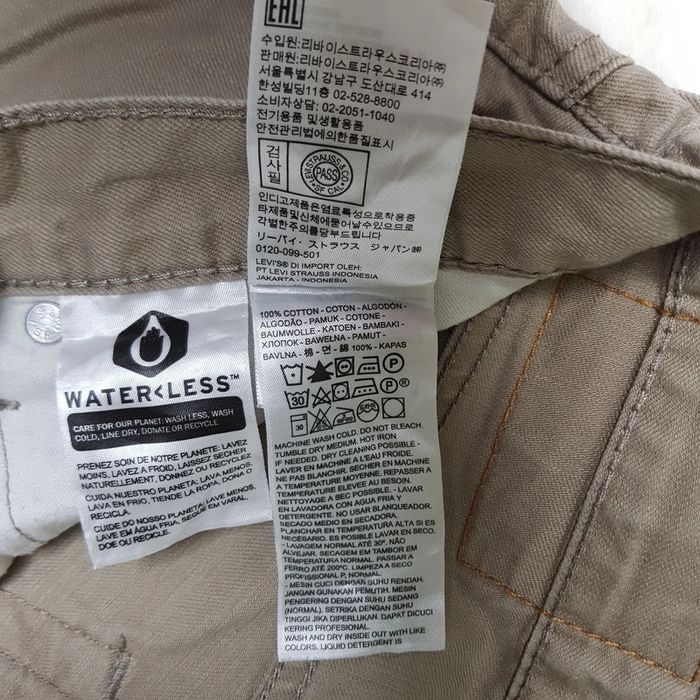 EAC
수입원:리바이스트라우스코리아㈜
판매원:리바이스트라우스코리아㈜
서울특별시 강남구 도산대로 414
한성빌딩11층 02-528-8800
소비자상담 02-2051-1040
전기용품 및생활용품
안전관리법에의한품질표시
검사필
LEVI STRAUSS & CO.
PASS
SF CAL
인디고제품은염료특성으로착용중
타제품및신체에물이묻어날수있으므로
각별한주의를당부드립니다
リーバイ・ストラウス ジャパン㈱
0120-099-501
LEVI'S® DI IMPORT OLEH:
PT LEVI STRAUSS INDONESIA
JAKARTA - INDONESIA
100% COTTON - COTON - ALGODÓN -
ALGODÃO - PAMUK - COTONE -
BAUMWOLLE - KATOEN - BAMBAKI -
ХЛОПОК - BAWEŁNA - PAMUT -
BAVLNA - 棉 - 면 - 綿 100% - KAPAS
30
P
P
30
MACHINE WASH COLD. DO NOT BLEACH.
TUMBLE DRY MEDIUM. HOT IRON
IF NEEDED. DRY CLEANING POSSIBLE -
LAVER EN MACHINE A L'EAU FROIDE.
NE PAS BLANCHIR. SECHAGE EN MACHINE
A TEMPERATURE MOYENNE. REPASSER A
TEMPERATURE ELEVEE AU BESOIN.
NETTOYAGE A SEC POSSIBLE - LAVAR
EN LAVADORA CON AGUA FRIA Y
DETERGENTE. NO USAR BLANQUEADOR.
SECADO MEDIO EN SECADORA.
PLANCHAR EN TEMPERATURA ALTA SI ES
NECESARIO. ES POSIBLE LAVAR EN SECO.
- LAVAGEM NORMAL ATÉ 30º. NÃO
ALVEJAR. SECAGEM EM TAMBOR EM
TEMPERATURA NORMAL. PASSAR A
FERRO ATÉ 200ºC. LIMPEZA A SECO
PROFISSIONAL P, NORMAL.
- MESIN CUCI DENGAN SUHU RENDAH.
JANGAN GUNAKAN PEMUTIH. MESIN
PENGERING DENGAN SUHU SEDANG
(NORMAL). SETRIKA DENGAN SUHU
TINGGI JIKA DIPERLUKAN. DAPAT DICUCI
KERING PROFESIONAL.
WASH AND DRY INSIDE OUT WITH LIKE
COLORS. LIQUID DETERGENT IS
WATER<LESS™
CARE FOR OUR PLANET: WASH LESS, WASH
COLD, LINE DRY, DONATE OR RECYCLE
PRENEZ SOIN DE NOTRE PLANETE: LAVEZ
MOINS, LAVEZ À FROID, LAISSEZ SÉCHER
NATURELLEMENT, DONNEZ OU RECYCLEZ
CUIDA NUESTRO PLANETA: LAVA MENOS,
LAVA EN FRIO, TIENDE LA ROPA, DONA O
RECICLA.
CUIDE DO NOSSO PLANETA: LAVE MENOS,
LAVE EM ÁGUA FRIA, SEQUE EM VARAL,
DOE OU RECICLE.